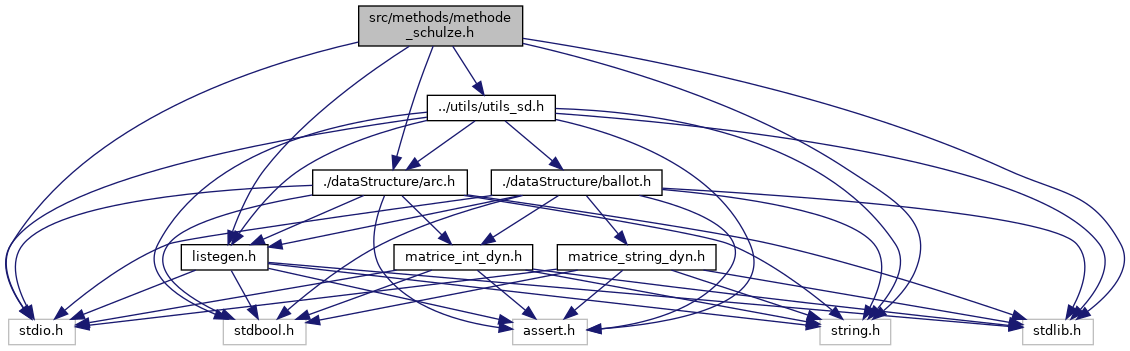 src/methods/methode
_schulze.h
../utils/utils_sd.h
./dataStructure/arc.h
./dataStructure/ballot.h
listegen.h
matrice_int_dyn.h
matrice_string_dyn.h
stdio.h
stdbool.h
assert.h
string.h
stdlib.h